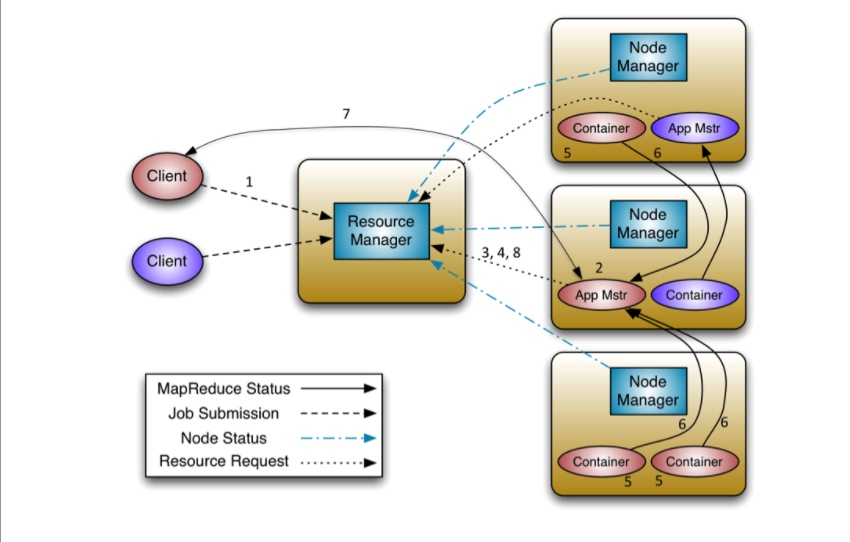 Node
Manager
7
Container
App Mstr
5
6
Client
1
Resource
Manager
Node
Manager
Client
3, 4, 8
2
App Mstr
Container
Node
Manager
MapReduce Status
Job Submission
Node Status
Resource Request
6
6
Container
Container
5
5